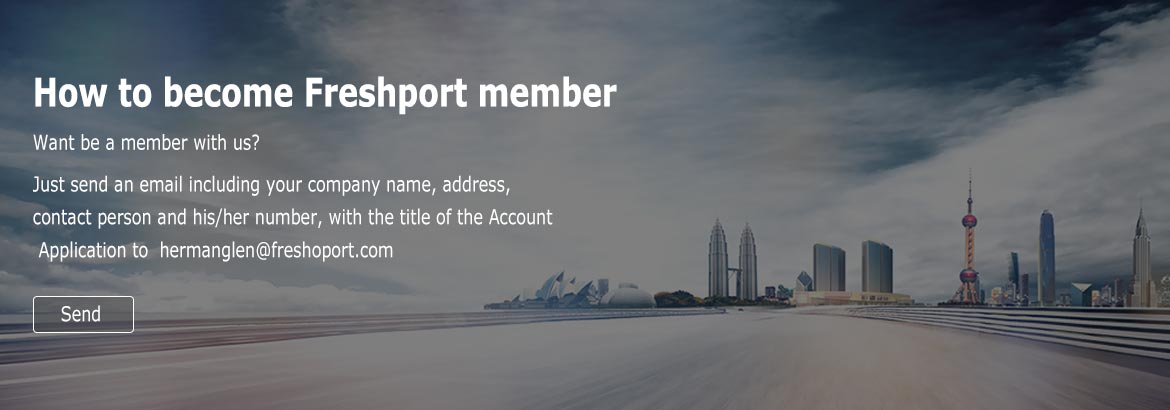 How to become Freshport member
Want be a member with us?
Just send an email including your company name, address,
contact person and his/her number, with the title of the Account
Application to hermanglen@freshoport.com
Send